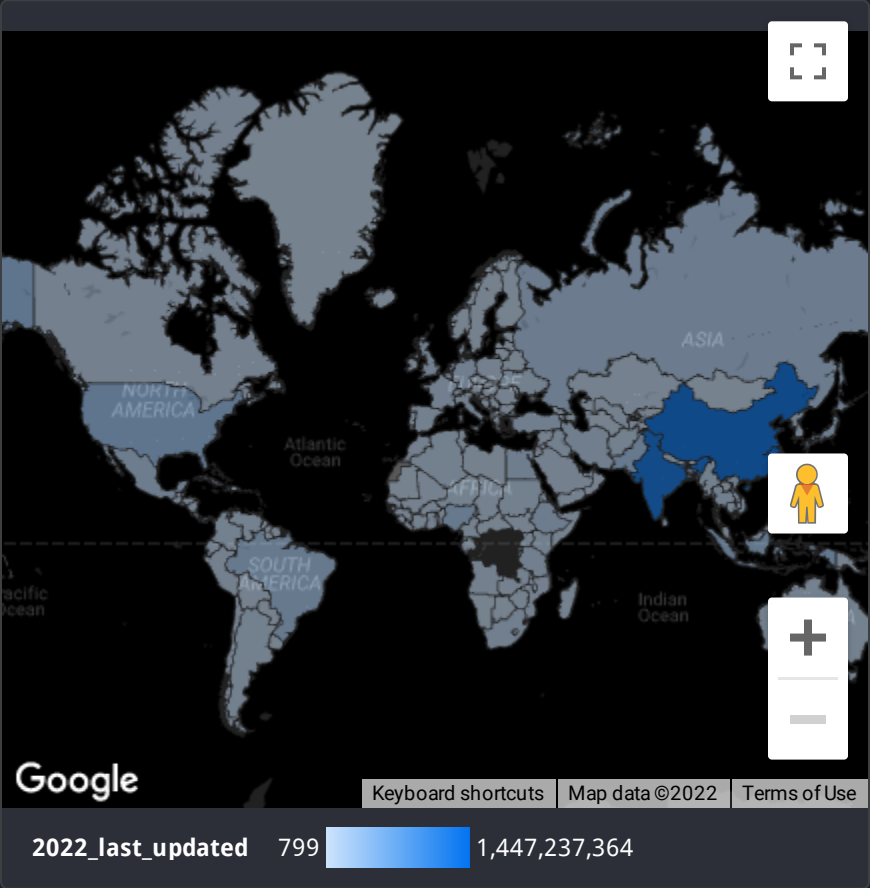 ASIA
NORTH
AMERICA
EUROPE
Atlantic
Ocean
AFRICA
SOUTH
AMERICA
Indian
Ocean
acific
Ocean
Google
Keyboard shortcuts
Map data ©2022
Terms of Use
2022_last_updated 799 1,447,237,364